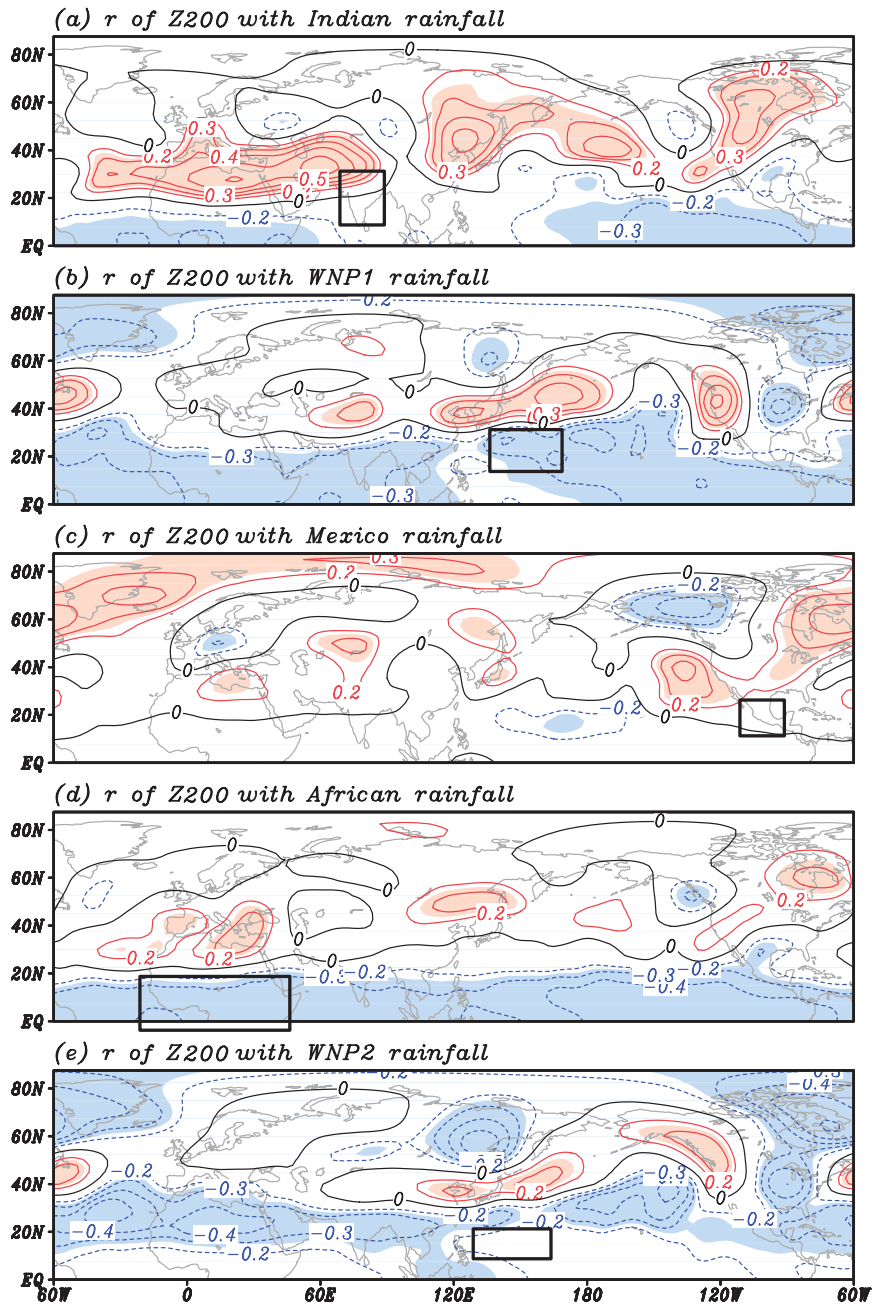 (a) r of Z200 with Indian rainfall
80N
60N
40N
20N
EQ
0 0 0 0 0 0 0
0.3 0.2 0.4 0.3 0.5 0.3 0.2 0.3 0.2
-0.2 -0.3 -0.2
(b) r of Z200 with WNP1 rainfall
80N
60N
40N
20N
EQ
-0.2
0 0 0 0 0
-0.3 -0.2 -0.3 -0.3 -0.2
(c) r of Z200 with Mexico rainfall
80N
60N
40N
20N
EQ
0.3 0.2
0 0 0 0 0 0 0 0
-0.2
0.2 0.2
-0.2
(d) r of Z200 with African rainfall
80N
60N
40N
20N
EQ
0 0 0 0 0
0.2 0.2 0.2 0.2
-0.2 -0.3 -0.2
-0.4
(e) r of Z200 with WNP2 rainfall
80N
60N
40N
20N
EQ
-0.2 -0.4
0 0 0 0
-0.2 -0.3 -0.3
0.2 0.2
-0.4 -0.4 -0.3 -0.2 -0.2 -0.2
-0.2
60W 0 60E 120E 180 120W 60W